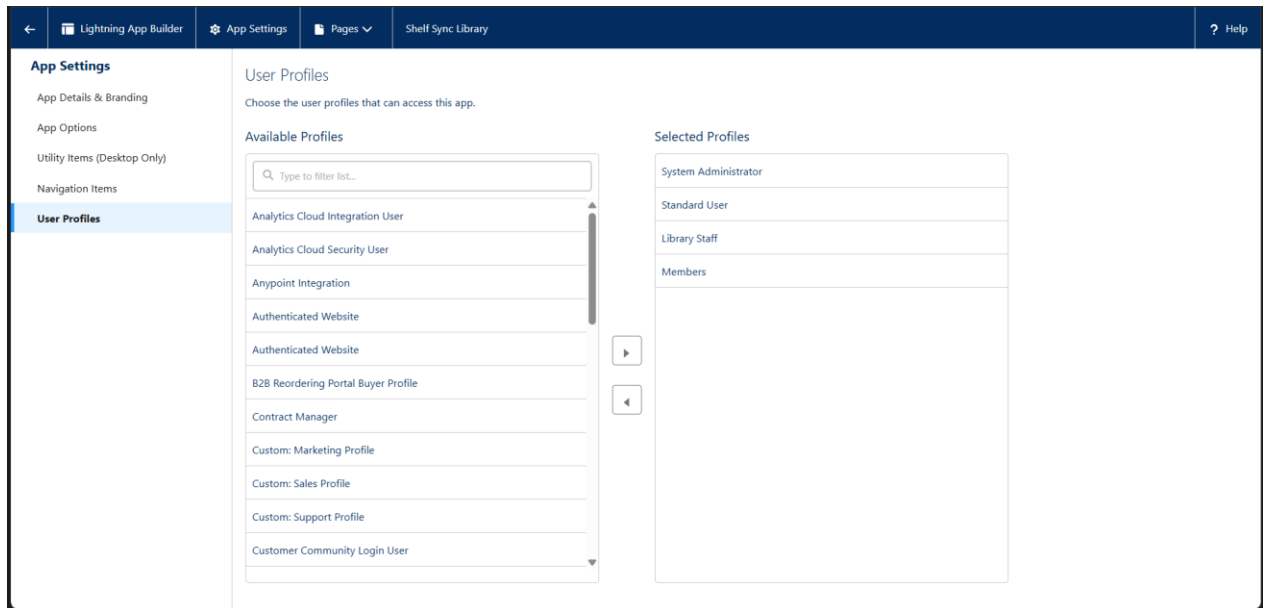 Lightning App Builder
App Settings
Pages
Shelf Sync Library
? Help
App Settings
App Details & Branding
App Options
Utility Items (Desktop Only)
Navigation Items
User Profiles
User Profiles
Choose the user profiles that can access this app.
Available Profiles
Type to filter list...
Analytics Cloud Integration User
Analytics Cloud Security User
Anypoint Integration
Authenticated Website
Authenticated Website
B2B Reordering Portal Buyer Profile
Contract Manager
Custom: Marketing Profile
Custom: Sales Profile
Custom: Support Profile
Customer Community Login User
Selected Profiles
System Administrator
Standard User
Library Staff
Members